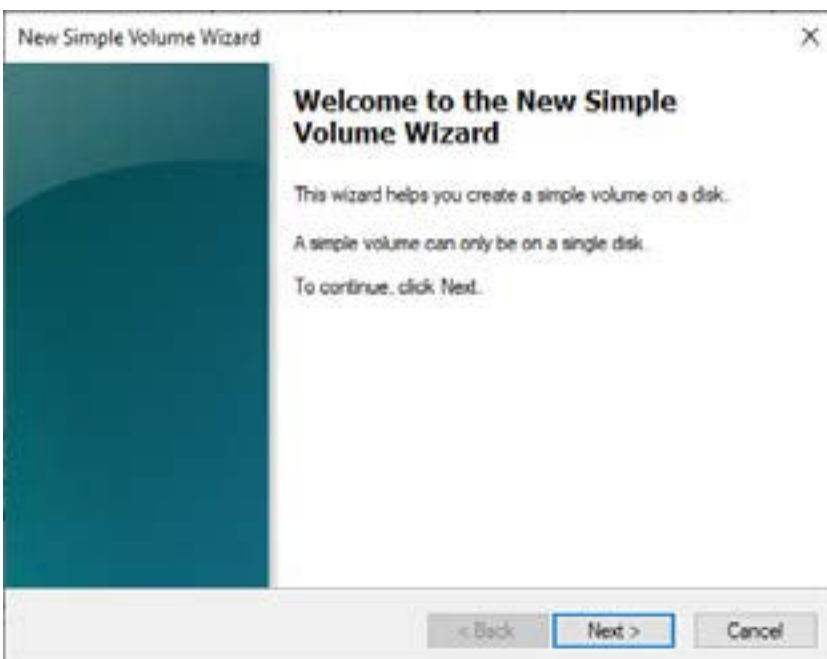 New Simple Volume Wizard
Welcome to the New Simple
Volume Wizard
This wizard helps you create a simple volume on a disk.
A simple volume can only be on a single disk.
To continue, click Next.
< Back
Next >
Cancel